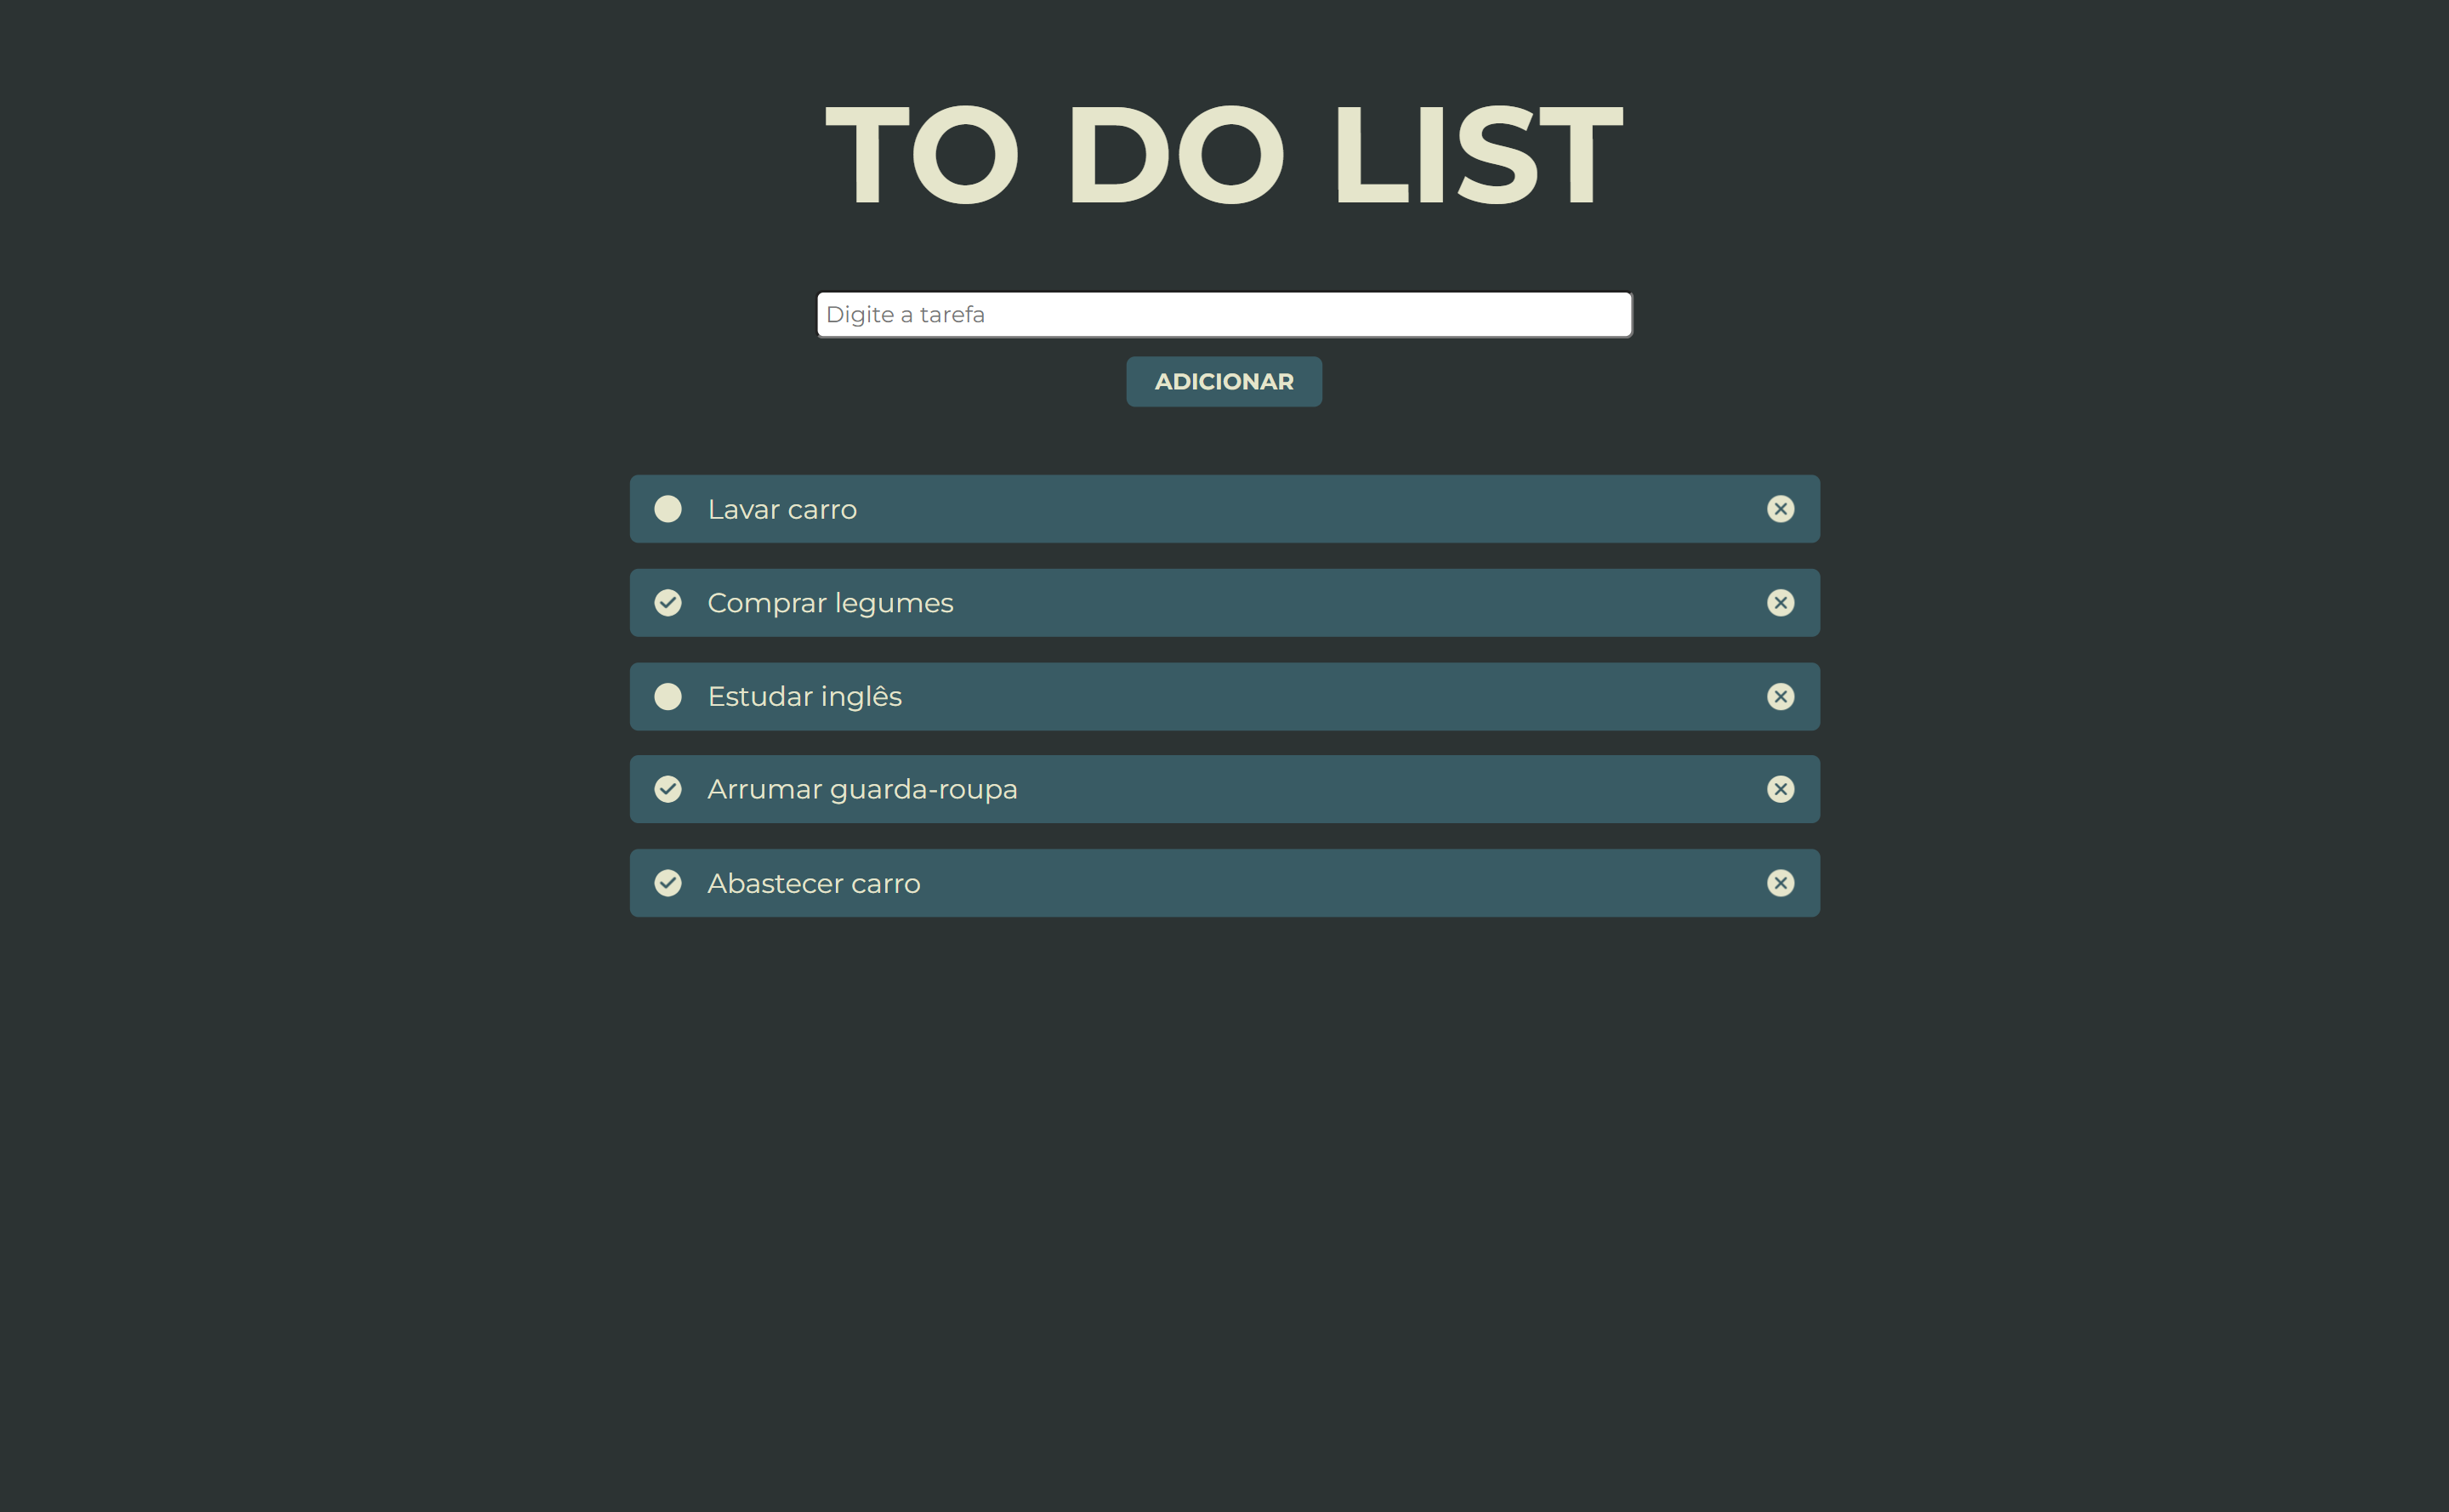 TO DO LIST
Digite a tarefa
ADICIONAR
Lavar carro
Comprar legumes
Estudar inglês
Arrumar guarda-roupa
Abastecer carro